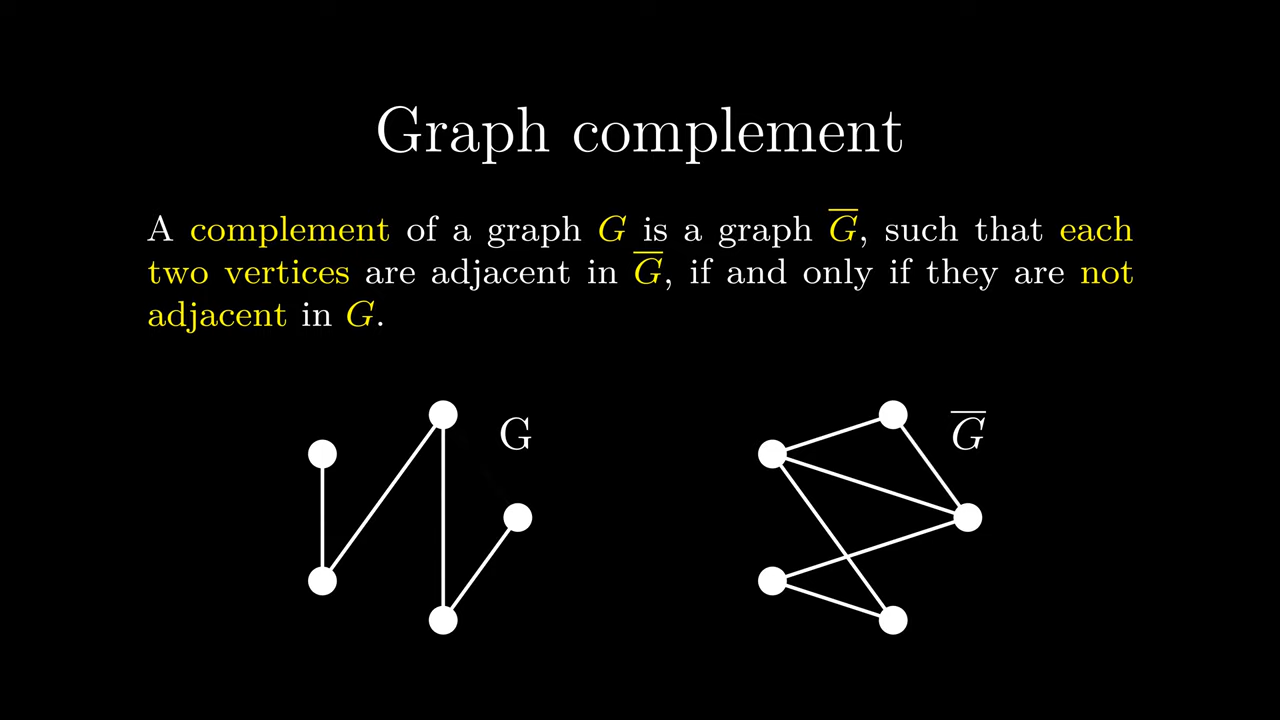 Graph complement
A complement of a graph G is a graph G̅, such that each
two vertices are adjacent in G̅, if and only if they are not
adjacent in G.
G
G̅